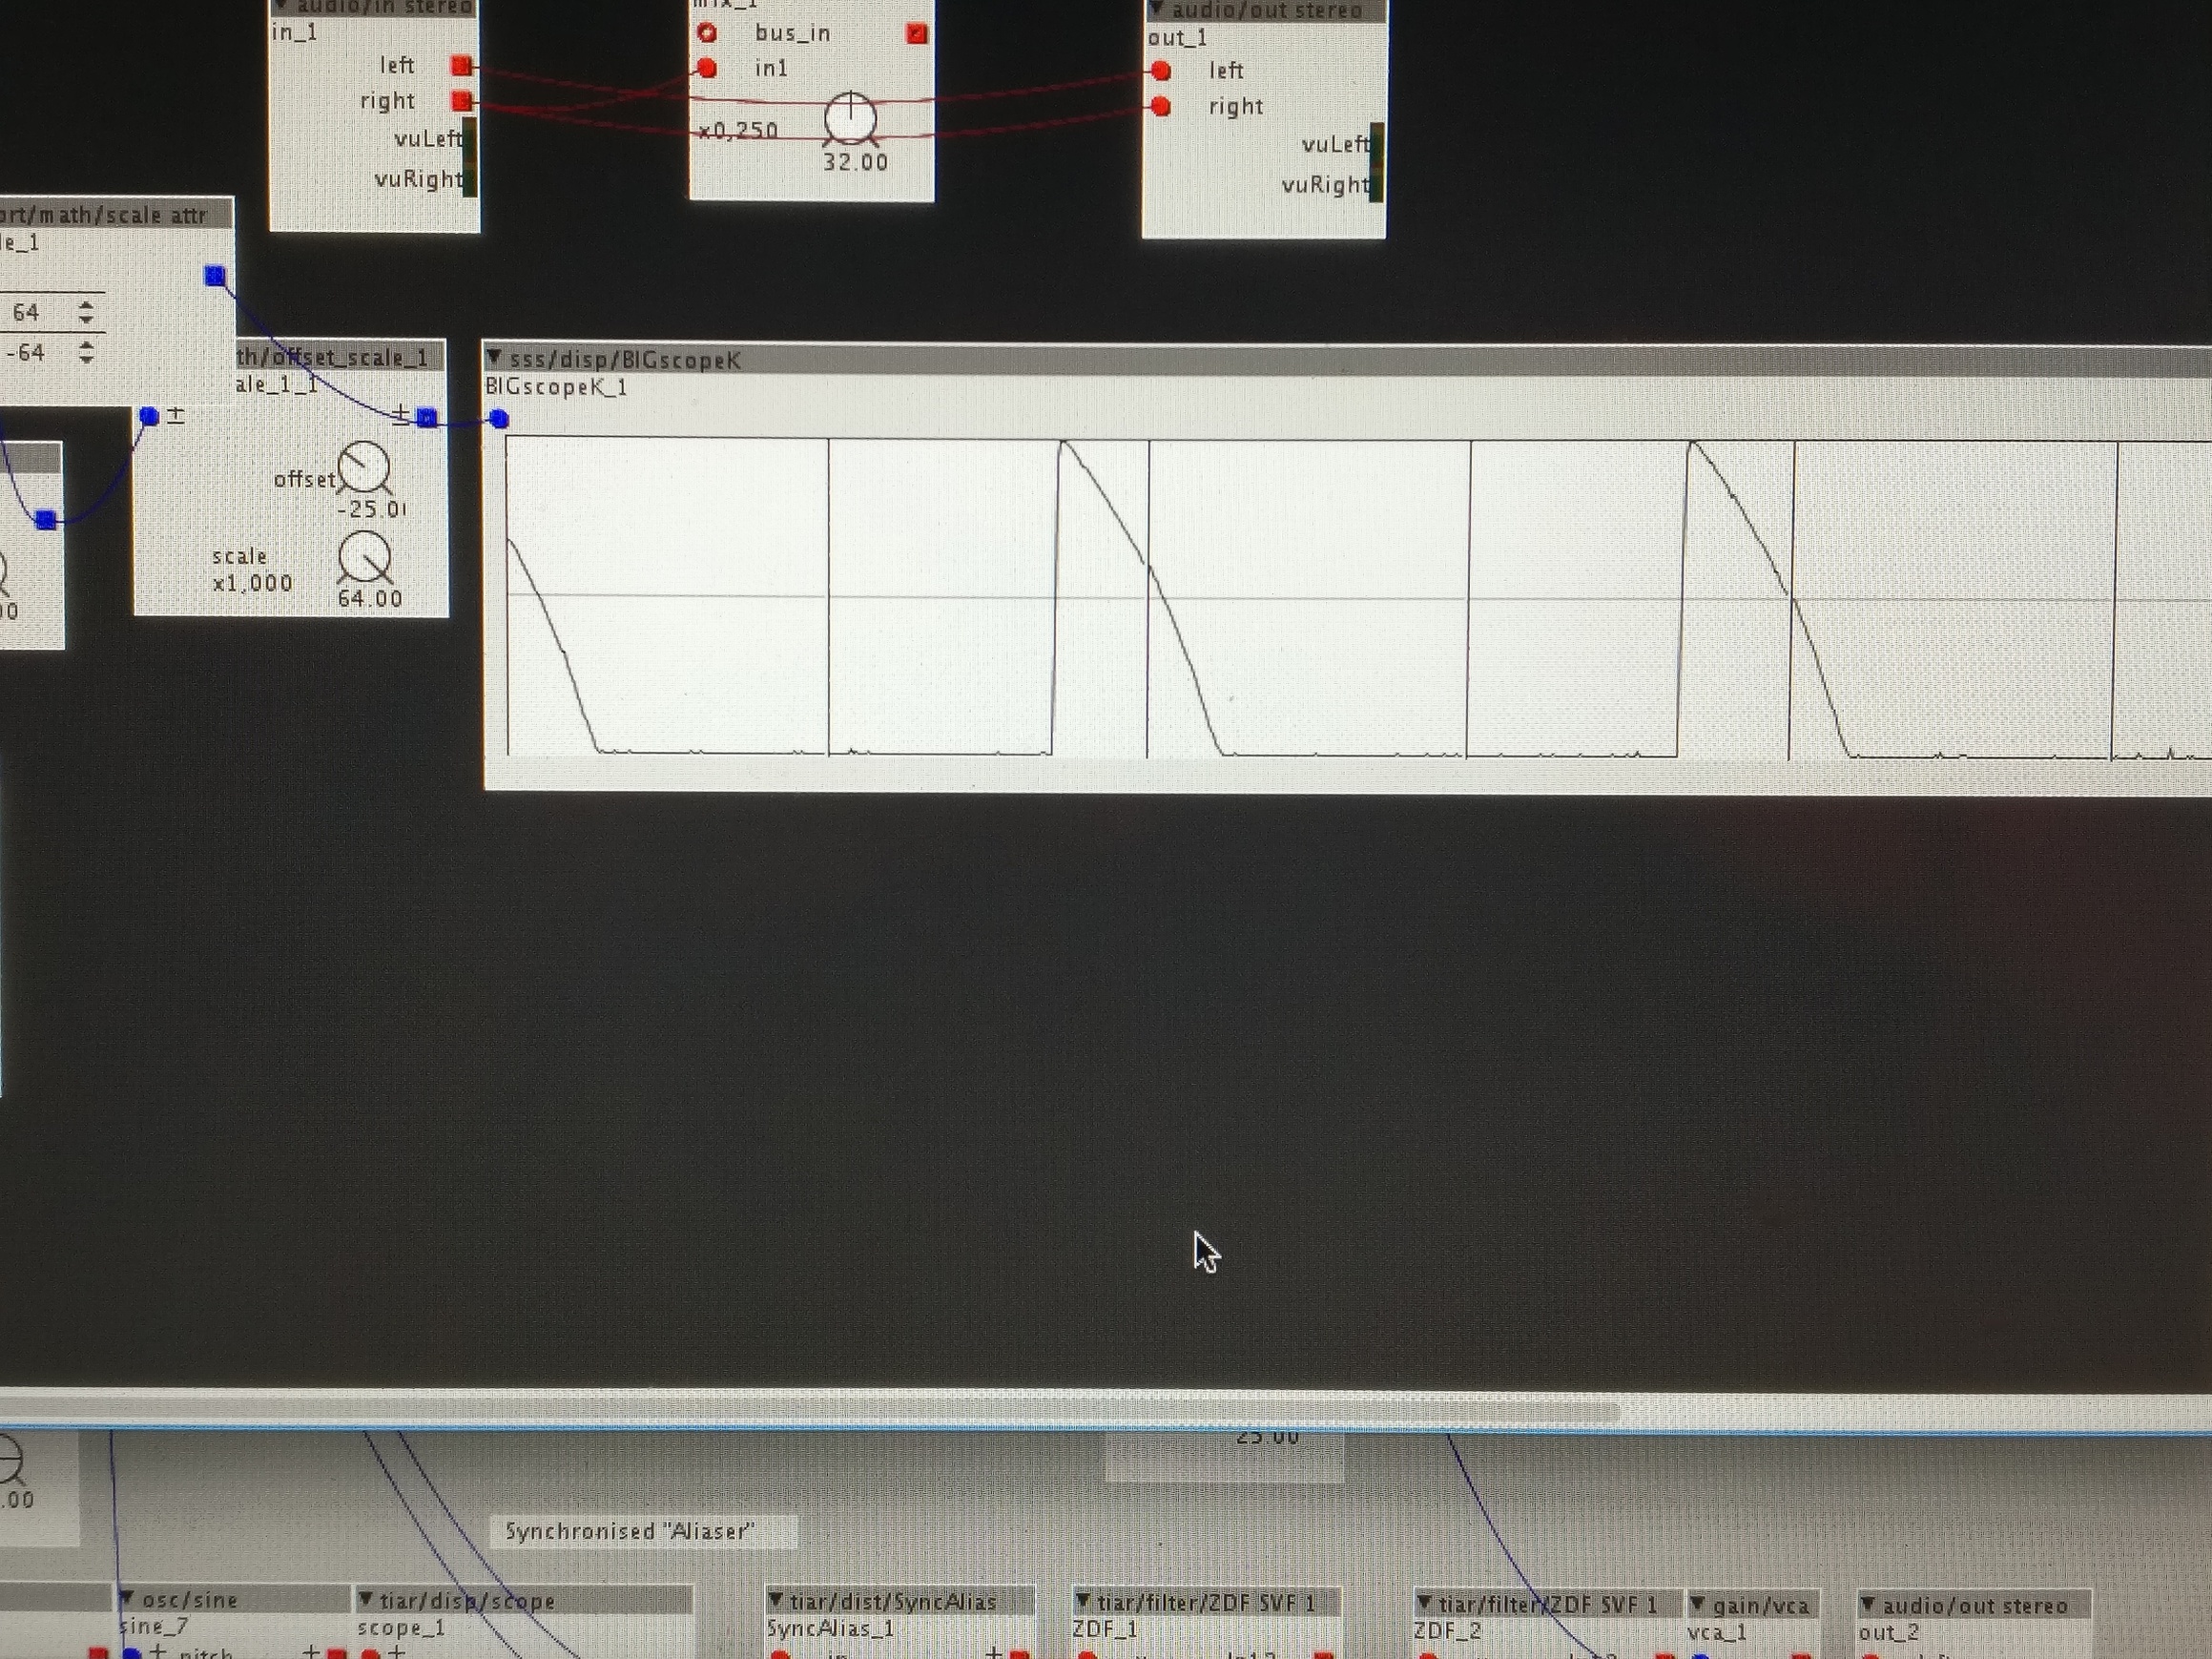 audio/in stereo
in_1
left
right
vuLeft
vuRight
mix_1
bus_in
in1
x0,250
32.00
audio/out stereo
out_1
left
right
vuLeft
vuRight
ort/math/scale attr
le_1
64
-64
th/offset_scale_1
ale_1_1
±
±
offset
-25.0
scale
x1,000
64.00
00
sss/disp/BIGscopeK
BIGscopeK_1
25.00
.00
Synchronised "Aliaser"
osc/sine
sine_7
± pitch
tiar/disp/scope
scope_1
tiar/dist/SyncAlias
SyncAlias_1
tiar/filter/ZDF SVF 1
ZDF_1
tiar/filter/ZDF SVF 1
ZDF_2
gain/vca
vca_1
audio/out stereo
out_2